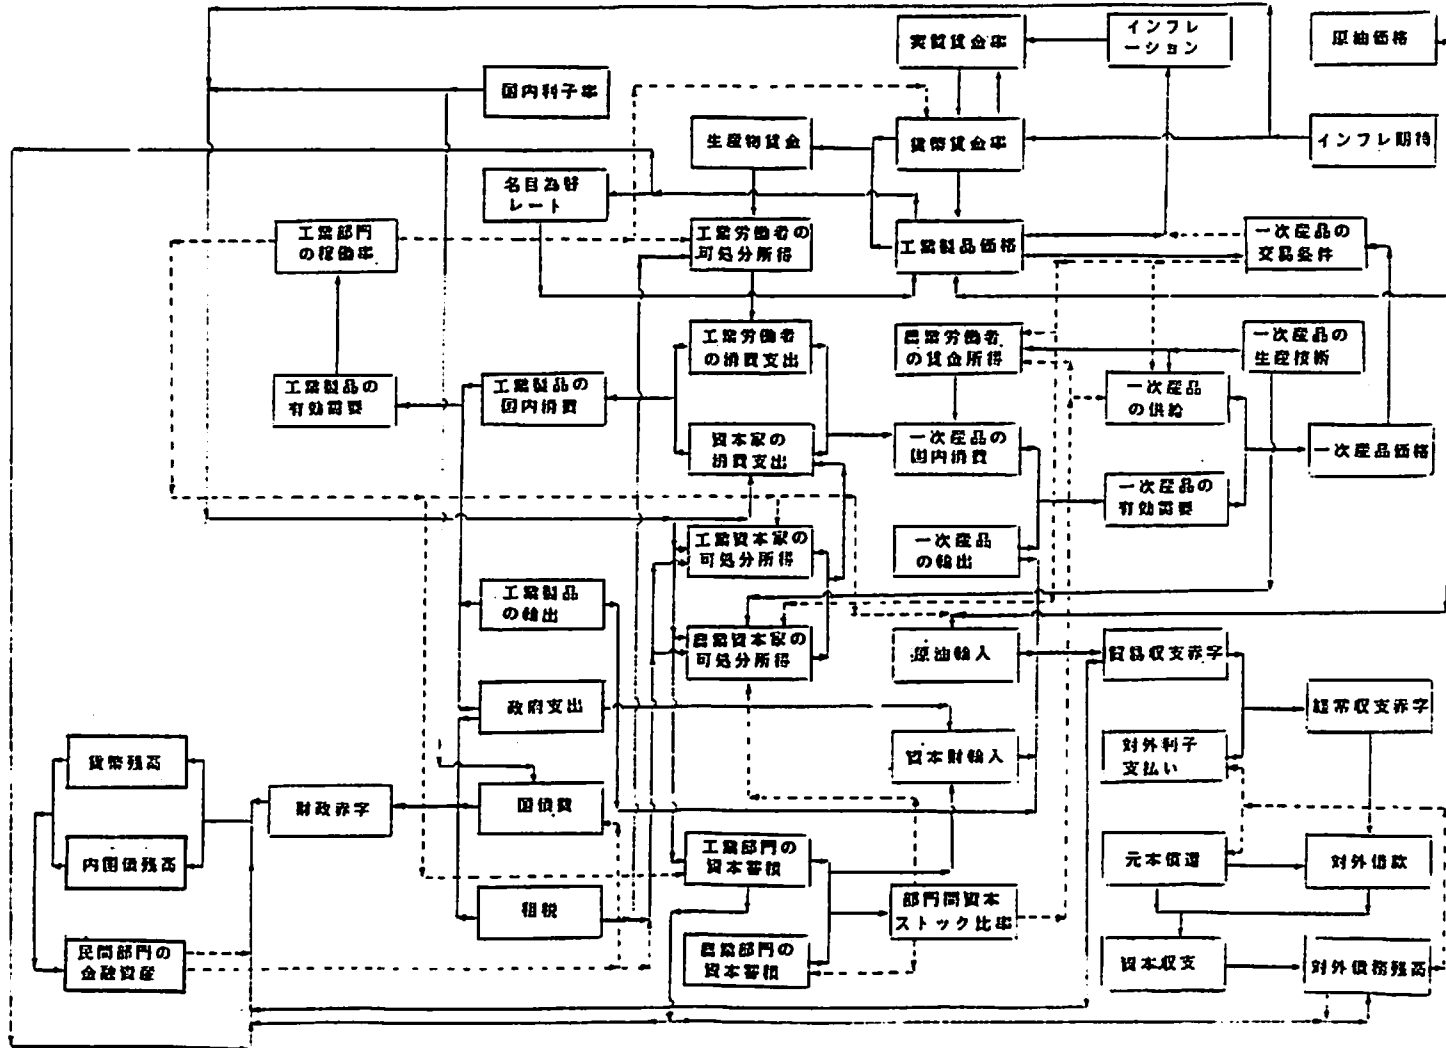 実質賃金率
インフレ
ーション
原油価格
国内利子率
生産物賃金
貨幣賃金率
インフレ期待
名目為替
レート
工業部門
の稼働率
工業労働者の
可処分所得
工業製品価格
一次産品の
交易条件
工業労働者
の消費支出
農業労働者
の賃金所得
一次産品の
生産技術
工業製品の
有効需要
工業製品の
国内消費
一次産品
の供給
資本家の
消費支出
一次産品の
国内消費
一次産品価格
一次産品の
有効需要
工業資本家の
可処分所得
一次産品
の輸出
工業製品
の輸出
農業資本家の
可処分所得
原油輸入
貿易収支赤字
政府支出
経常収支赤字
貨幣残高
資本財輸入
対外利子
支払い
財政赤字
国債費
内国債残高
工業部門の
資本蓄積
元本償還
対外借款
租税
部門間資本
ストック比率
民間部門の
金融資産
農業部門の
資本蓄積
資本収支
対外債務残高